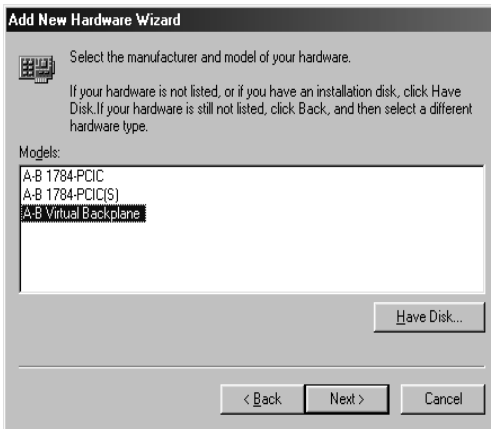 Add New Hardware Wizard
Select the manufacturer and model of your hardware.
If your hardware is not listed, or if you have an installation disk, click Have
Disk.If your hardware is still not listed, click Back, and then select a different
hardware type.
Models:
A-B 1784-PCIC
A-B 1784-PCIC(S)
A-B Virtual Backplane
Have Disk...
< Back
Next >
Cancel